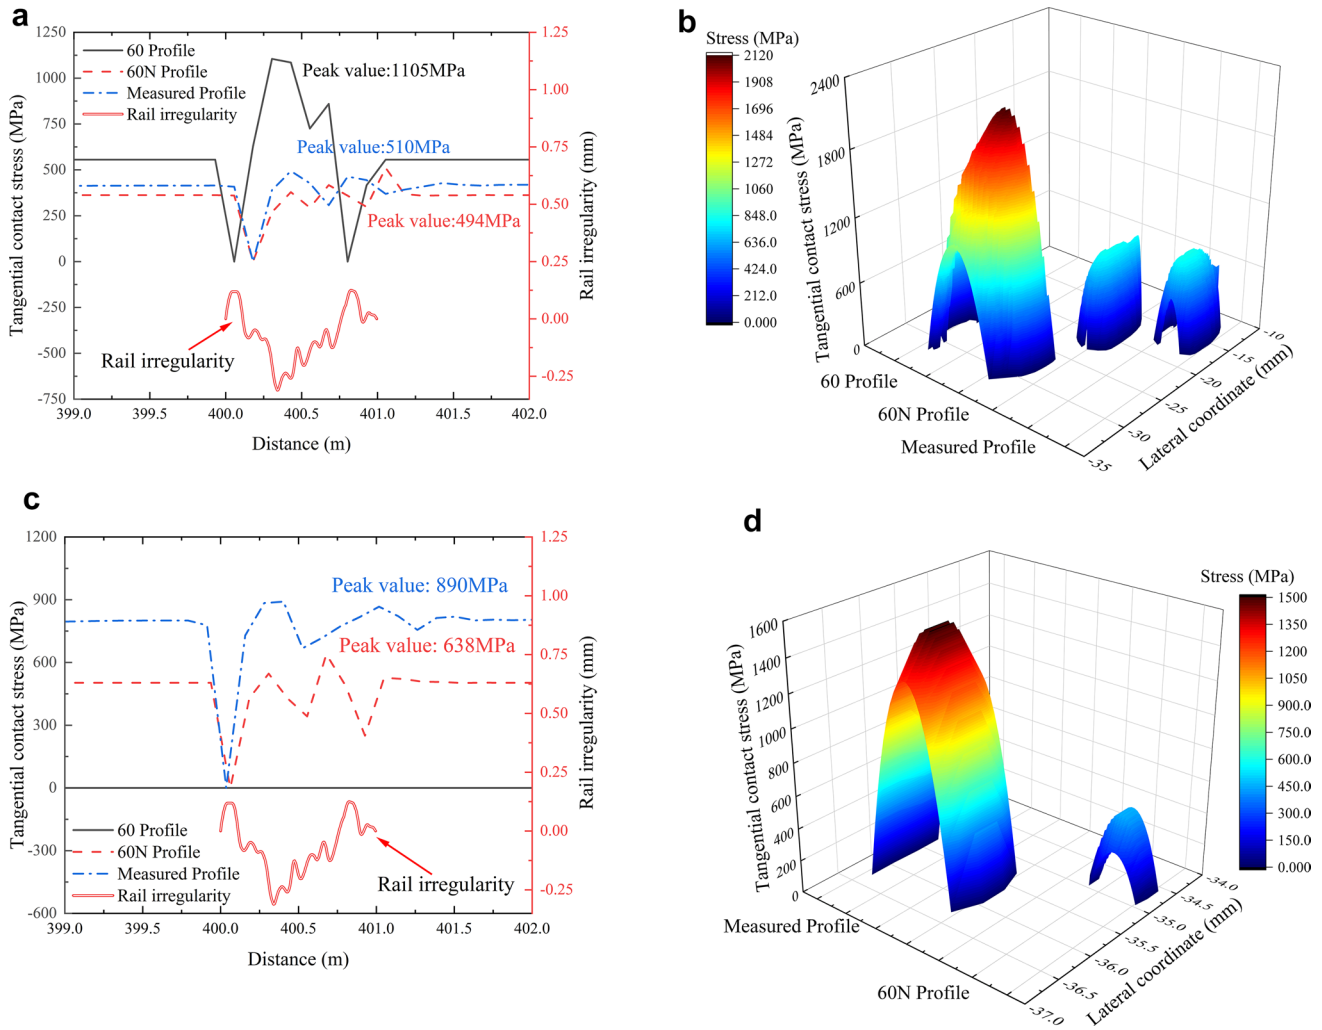 a
1250
1000
750
500
250
0
-250
-500
-750
Tangential contact stress (MPa)
60 Profile
60N Profile
Measured Profile
Rail irregularity
Peak value:1105MPa
Peak value:510MPa
Peak value:494MPa
Rail irregularity
1.25
1.00
0.75
0.50
0.25
0.00
-0.25
Rail irregularity (mm)
399.0 399.5 400.0 400.5 401.0 401.5 402.0
Distance (m)
b
Stress (MPa)
2120
1908
1696
1484
1272
1060
848.0
636.0
424.0
212.0
0.000
2400
1800
1200
600
0
Tangential contact stress (MPa)
60 Profile
60N Profile
Measured Profile
-10
-15
-20
-25
-30
-35
Lateral coordinate (mm)
c
1200
900
600
300
0
-300
-600
Tangential contact stress (MPa)
Peak value: 890MPa
Peak value: 638MPa
60 Profile
60N Profile
Measured Profile
Rail irregularity
Rail irregularity
1.25
1.00
0.75
0.50
0.25
0.00
-0.25
Rail irregularity (mm)
399.0 399.5 400.0 400.5 401.0 401.5 402.0
Distance (m)
d
Stress (MPa)
1500
1350
1200
1050
900.0
750.0
600.0
450.0
300.0
150.0
0.000
1600
1400
1200
1000
800
600
400
200
0
Tangential contact stress (MPa)
Measured Profile
60N Profile
-34.0
-34.5
-35.0
-35.5
-36.0
-36.5
-37.0
Lateral coordinate (mm)